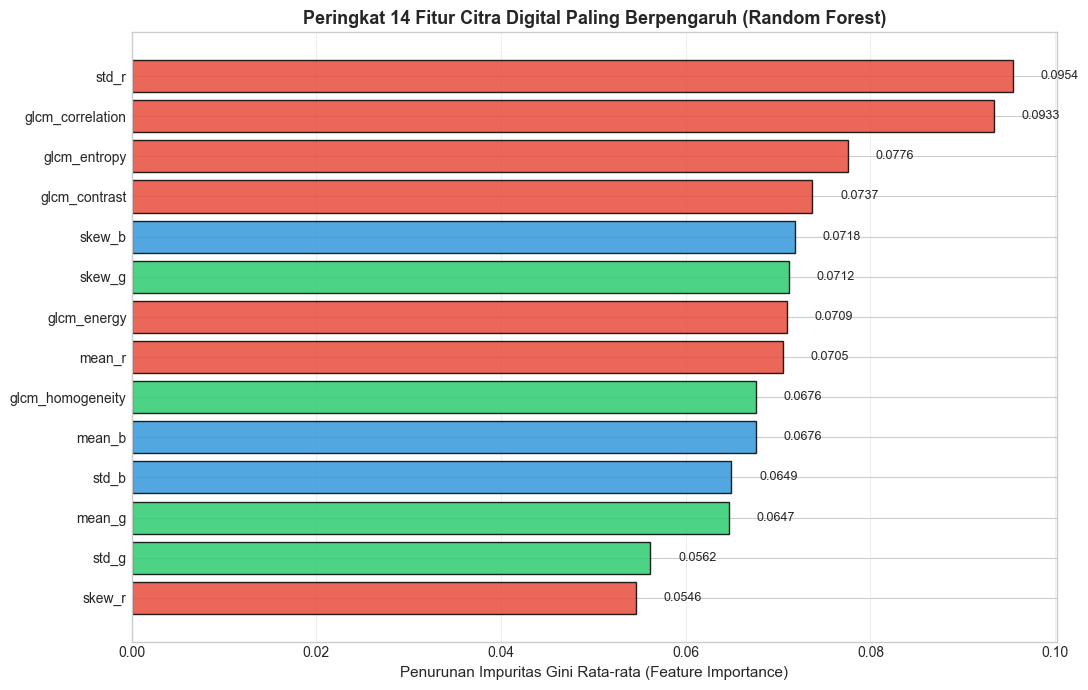 Peringkat 14 Fitur Citra Digital Paling Berpengaruh (Random Forest)
std_r 0.0954
glcm_correlation 0.0933
glcm_entropy 0.0776
glcm_contrast 0.0737
skew_b 0.0718
skew_g 0.0712
glcm_energy 0.0709
mean_r 0.0705
glcm_homogeneity 0.0676
mean_b 0.0676
std_b 0.0649
mean_g 0.0647
std_g 0.0562
skew_r 0.0546
0.00 0.02 0.04 0.06 0.08 0.10
Penurunan Impuritas Gini Rata-rata (Feature Importance)